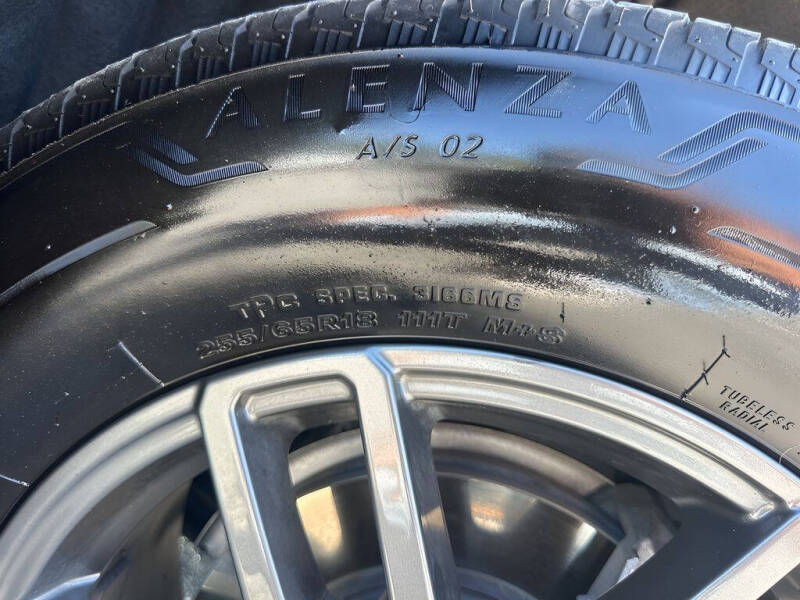 ALENZA
A/S 02
TPC SPEC. 3166MS
255/65R18 111T M+S
TUBELESS
RADIAL